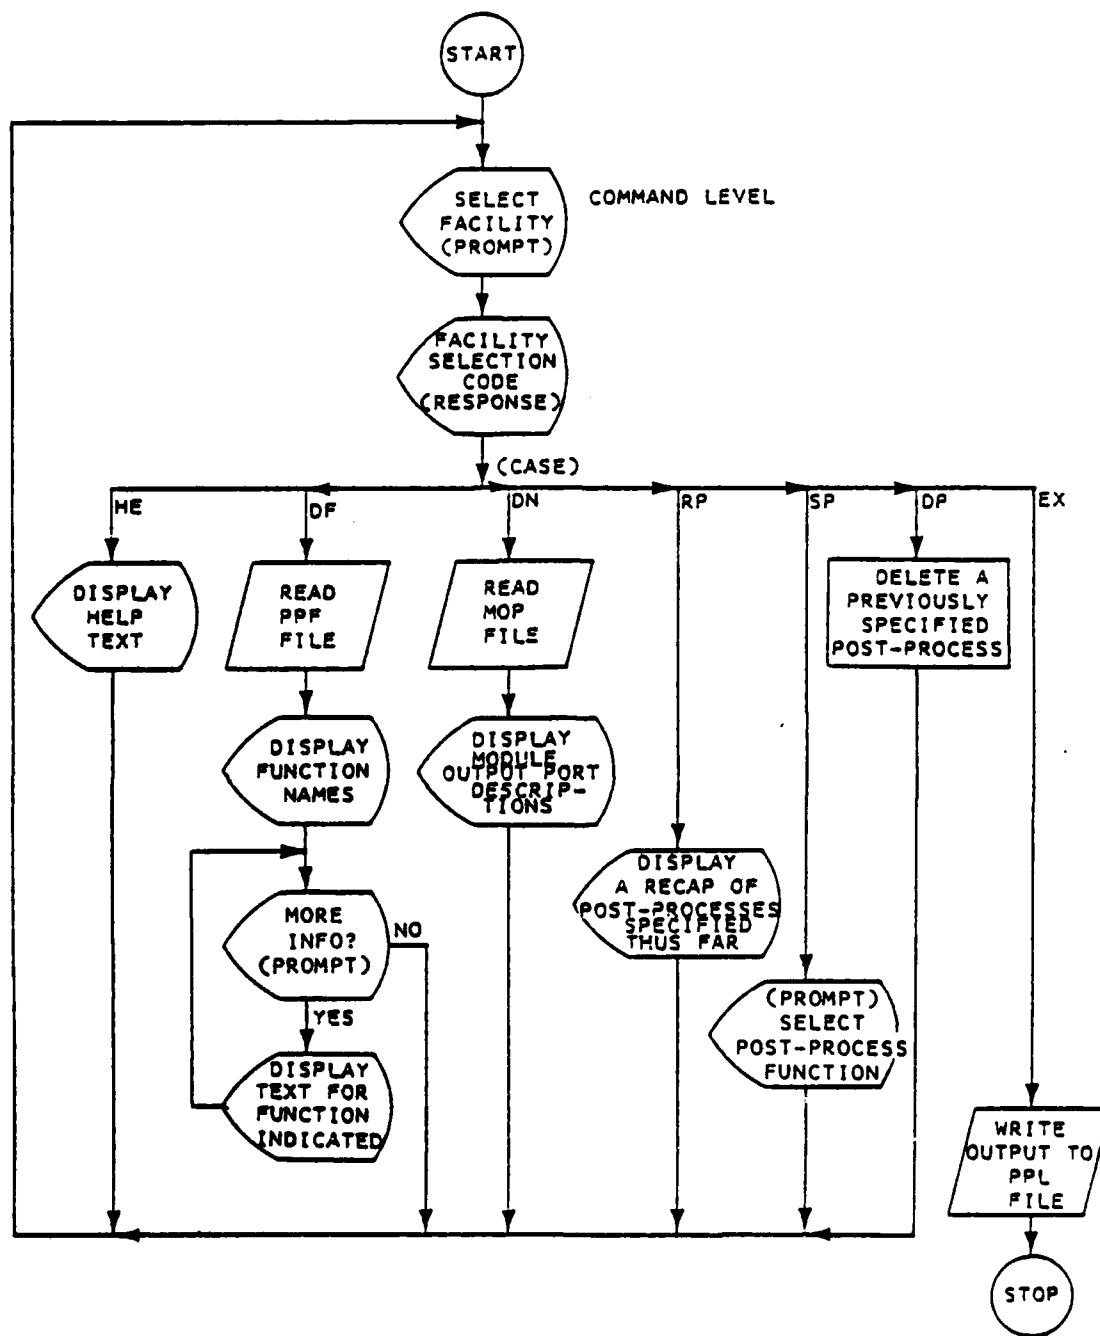 START
SELECT
FACILITY
(PROMPT)
COMMAND LEVEL
FACILITY
SELECTION
CODE
(RESPONSE)
(CASE)
HE
DF
DN
RP
SP
DP
EX
DISPLAY
HELP
TEXT
READ
PPF
FILE
READ
MOP
FILE
DELETE A
PREVIOUSLY
SPECIFIED
POST-PROCESS
DISPLAY
FUNCTION
NAMES
DISPLAY
MODULE
OUTPUT PORT
DESCRIP-
TIONS
MORE
INFO?
(PROMPT)
NO
YES
DISPLAY
A RECAP OF
POST-PROCESSES
SPECIFIED
THUS FAR
(PROMPT)
SELECT
POST-PROCESS
FUNCTION
DISPLAY
TEXT FOR
FUNCTION
INDICATED
WRITE
OUTPUT TO
PPL
FILE
STOP